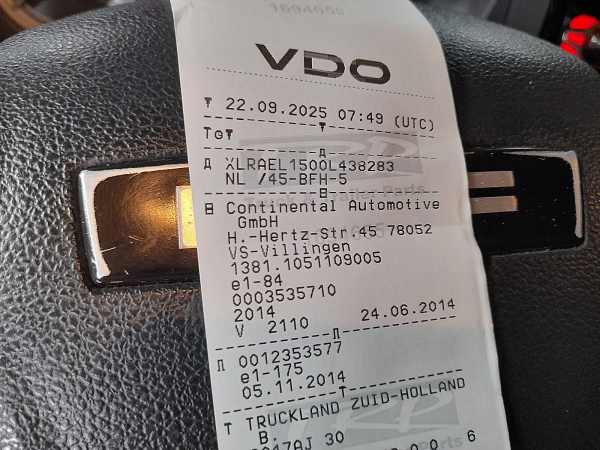 VDO
22.09.2025 07:49 (UTC)
XLRAEL1500L438283
NL /45-BFH-5
Continental Automotive
GmbH
H.-Hertz-Str.45 78052
VS-Villingen
1381.1051109005
e1-84
0003535710
2014
V 2110 24.06.2014
0012353577
e1-175
05.11.2014
T TRUCKLAND ZUID-HOLLAND
B.